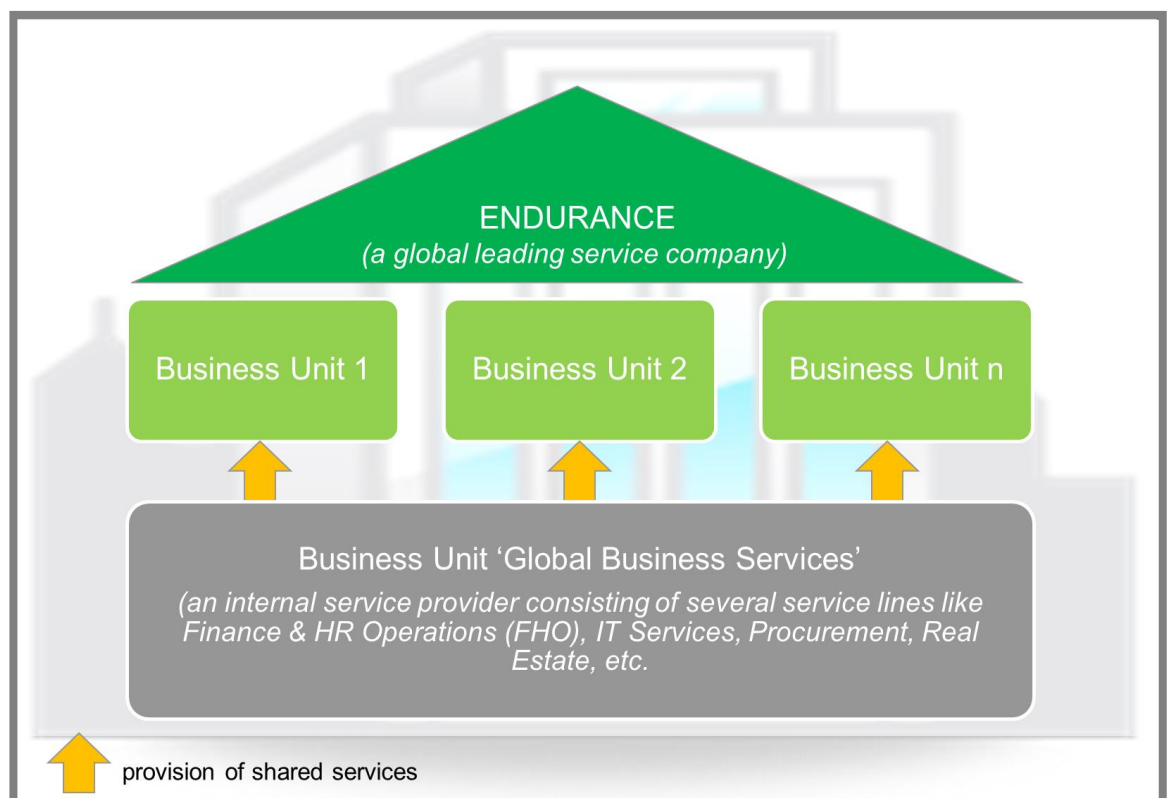 ENDURANCE
(a global leading service company)
Business Unit 1
Business Unit 2
Business Unit n
Business Unit ‘Global Business Services’
(an internal service provider consisting of several service lines like
Finance & HR Operations (FHO), IT Services, Procurement, Real
Estate, etc.
provision of shared services